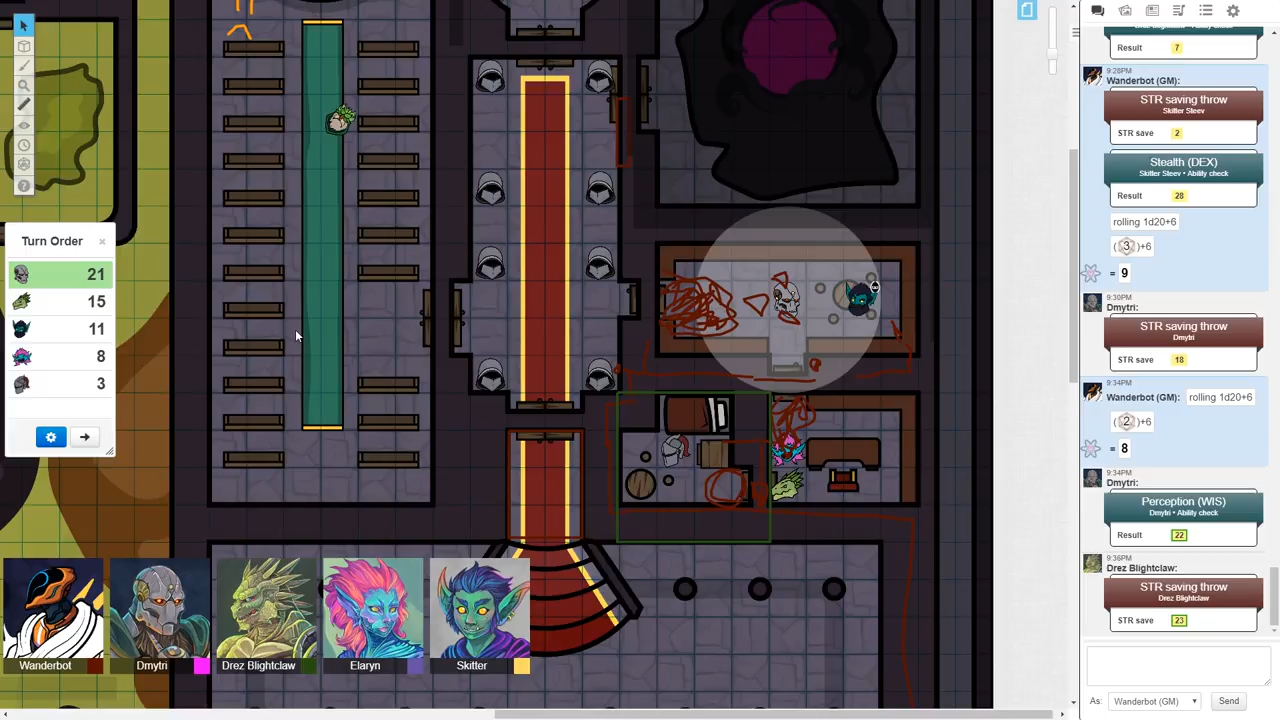 Turn Order ×
21
15
11
8
3
Wanderbot
Dmytri
Drez Blightclaw
Elaryn
Skitter
Result 7
9:28PM
Wanderbot (GM):
STR saving throw
Skitter Steev
STR save 2
Stealth (DEX)
Skitter Steev • Ability check
Result 28
rolling 1d20+6
(3)+6
= 9
9:30PM
Dmytri:
STR saving throw
Dmytri
STR save 18
9:34PM
Wanderbot (GM): rolling 1d20+6
(2)+6
= 8
9:34PM
Dmytri:
Perception (WIS)
Dmytri • Ability check
Result 22
9:36PM
Drez Blightclaw:
STR saving throw
Drez Blightclaw
STR save 23
As: Wanderbot (GM) Send